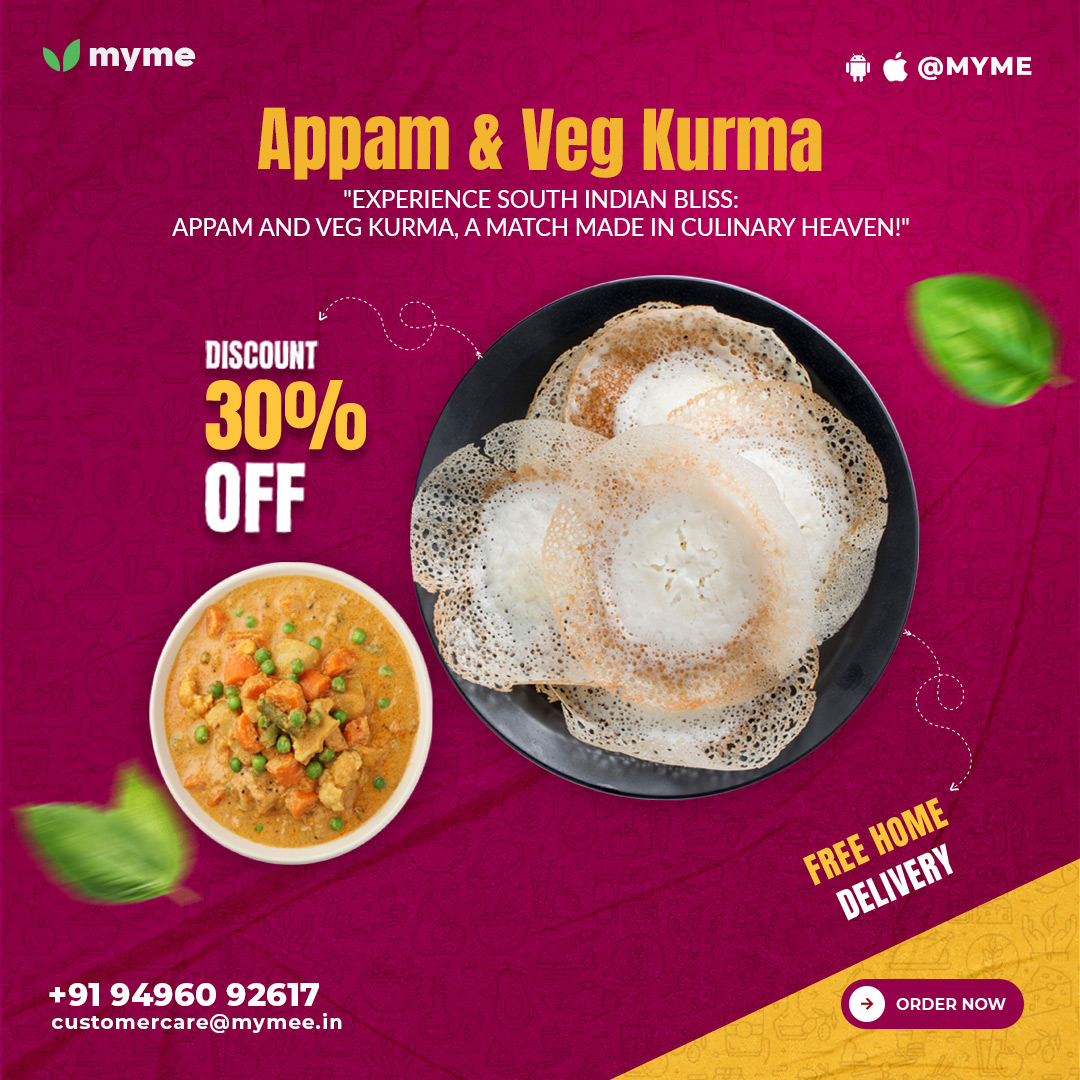 myme
@MYME
Appam & Veg Kurma
"EXPERIENCE SOUTH INDIAN BLISS:
APPAM AND VEG KURMA, A MATCH MADE IN CULINARY HEAVEN!"
DISCOUNT
30%
OFF
FREE HOME
DELIVERY
+91 94960 92617
customercare@mymee.in
ORDER NOW